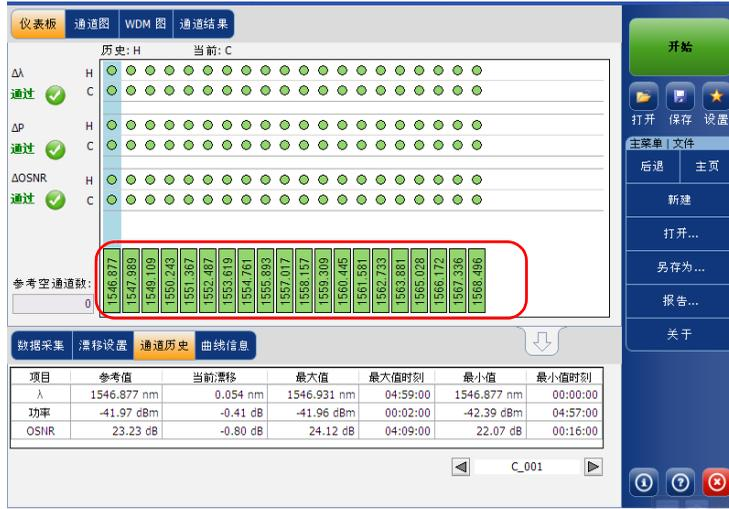 仪表板 通道图 WDM 图 通道结果
历史: H 当前: C
Δλ H
通过 C
ΔP H
通过 C
ΔOSNR H
通过 C
参考空通道数:
0
1546.877 1547.989 1549.109 1550.243 1551.367 1552.487 1553.619 1554.761 1555.893 1557.017 1558.157 1559.309 1560.445 1561.581 1562.733 1563.881 1565.028 1566.172 1567.336 1568.496
数据采集 漂移设置 通道历史 曲线信息
项目 参考值 当前漂移 最大值 最大值时刻 最小值 最小值时刻
λ 1546.877 nm 0.054 nm 1546.931 nm 04:59:00 1546.877 nm 00:00:00
功率 -41.97 dBm -0.41 dB -41.96 dBm 00:02:00 -42.39 dBm 04:57:00
OSNR 23.23 dB -0.80 dB 24.12 dB 04:09:00 22.07 dB 00:16:00
C_001
开始
打开 保存 设置
主菜单 | 文件
后退 主页
新建
打开...
另存为...
报告...
关于